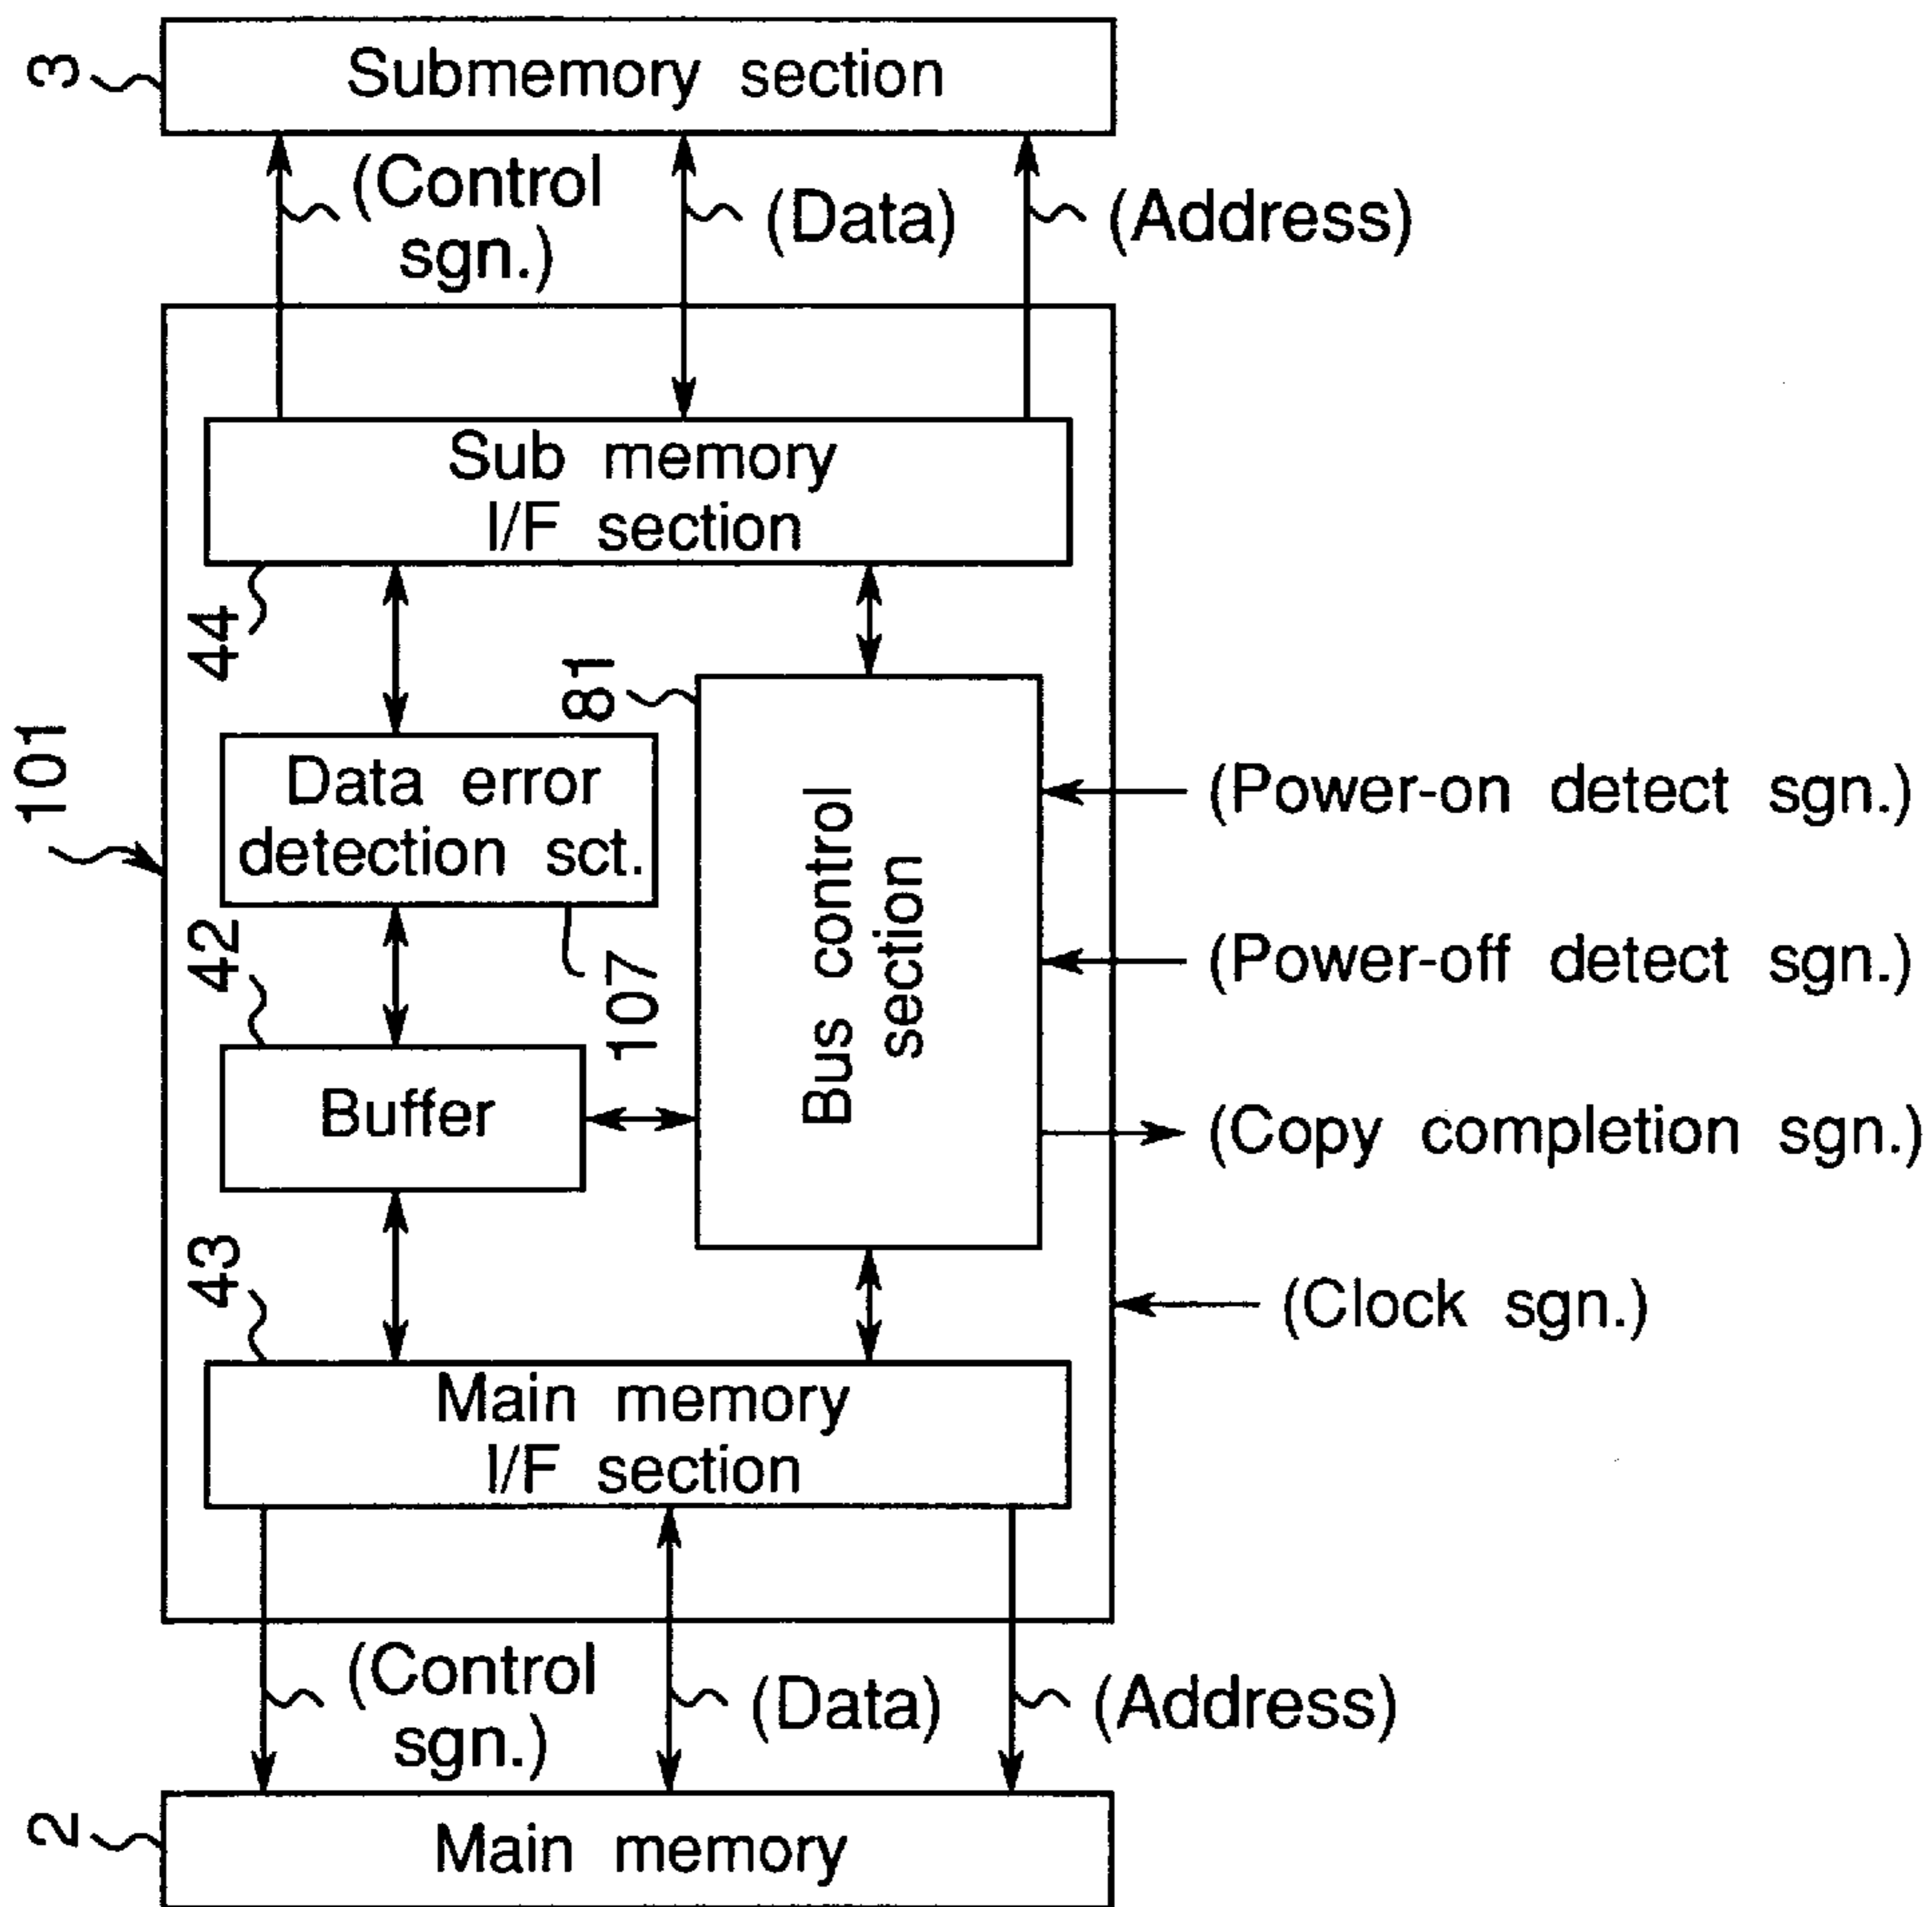 3
Submemory section
(Control
sgn.)
(Data)
(Address)
Sub memory
I/F section
44
81
101
Data error
detection sct.
(Power-on detect sgn.)
42
107
Bus control
section
(Power-off detect sgn.)
Buffer
(Copy completion sgn.)
43
(Clock sgn.)
Main memory
I/F section
(Control
sgn.)
(Data)
(Address)
2
Main memory